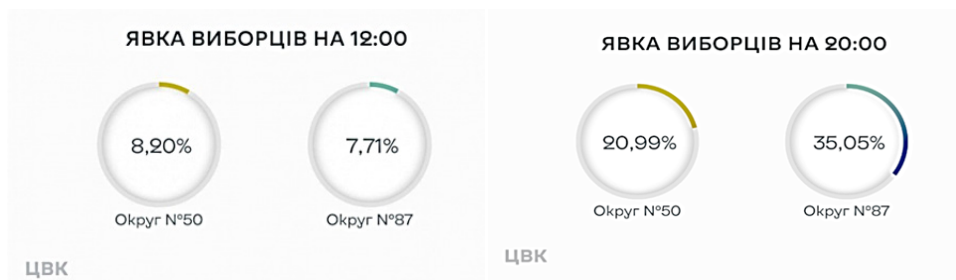 ЯВКА ВИБОРЦІВ НА 12:00
8,20%
7,71%
Округ №50
Округ №87
ЦВК
ЯВКА ВИБОРЦІВ НА 20:00
20,99%
35,05%
Округ №50
Округ №87
ЦВК